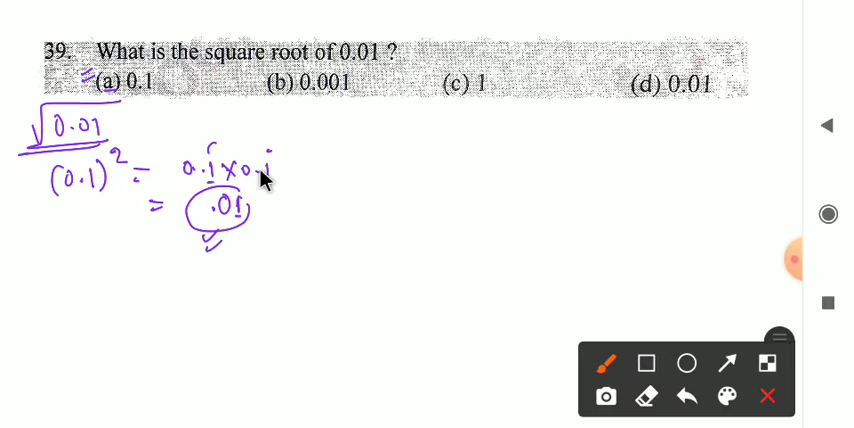 39. What is the square root of 0.01 ?
(a) 0.1 (b) 0.001 (c) 1 (d) 0.01
√0.01
(0.1)² = 0.1×0.1
= .01